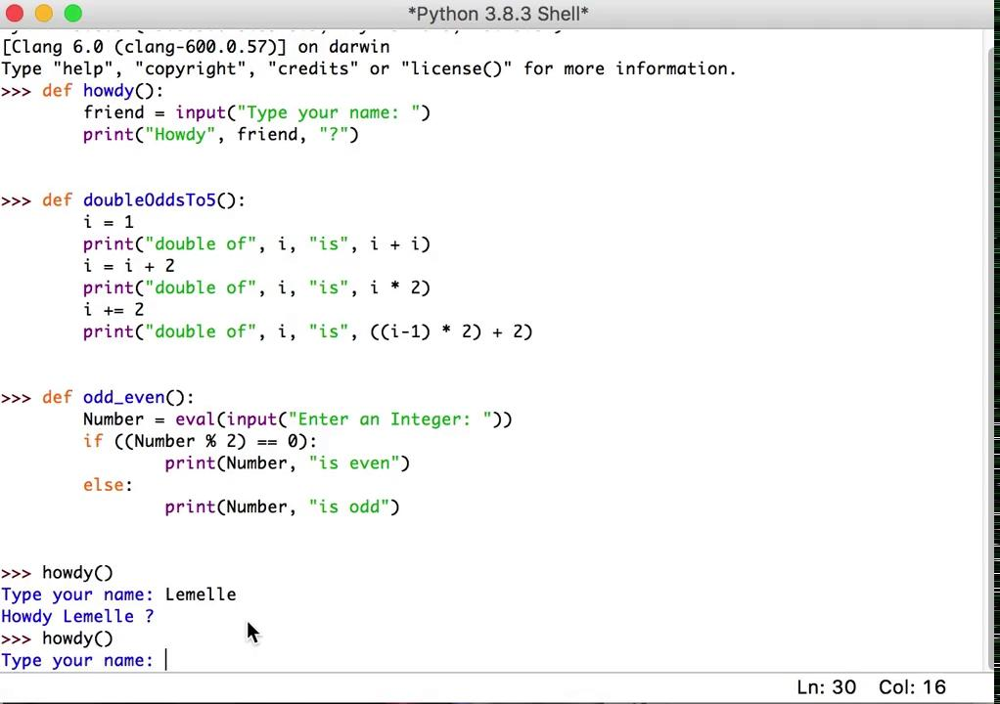 *Python 3.8.3 Shell*
[Clang 6.0 (clang-600.0.57)] on darwin
Type "help", "copyright", "credits" or "license()" for more information.
>>> def howdy():
friend = input("Type your name: ")
print("Howdy", friend, "?")
>>> def doubleOddsTo5():
i = 1
print("double of", i, "is", i + i)
i = i + 2
print("double of", i, "is", i * 2)
i += 2
print("double of", i, "is", ((i-1) * 2) + 2)
>>> def odd_even():
Number = eval(input("Enter an Integer: "))
if ((Number % 2) == 0):
print(Number, "is even")
else:
print(Number, "is odd")
>>> howdy()
Type your name: Lemelle
Howdy Lemelle ?
>>> howdy()
Type your name:
Ln: 30 Col: 16